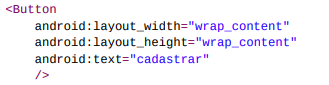 <Button
android:layout_width="wrap_content"
android:layout_height="wrap_content"
android:text="cadastrar"
/>